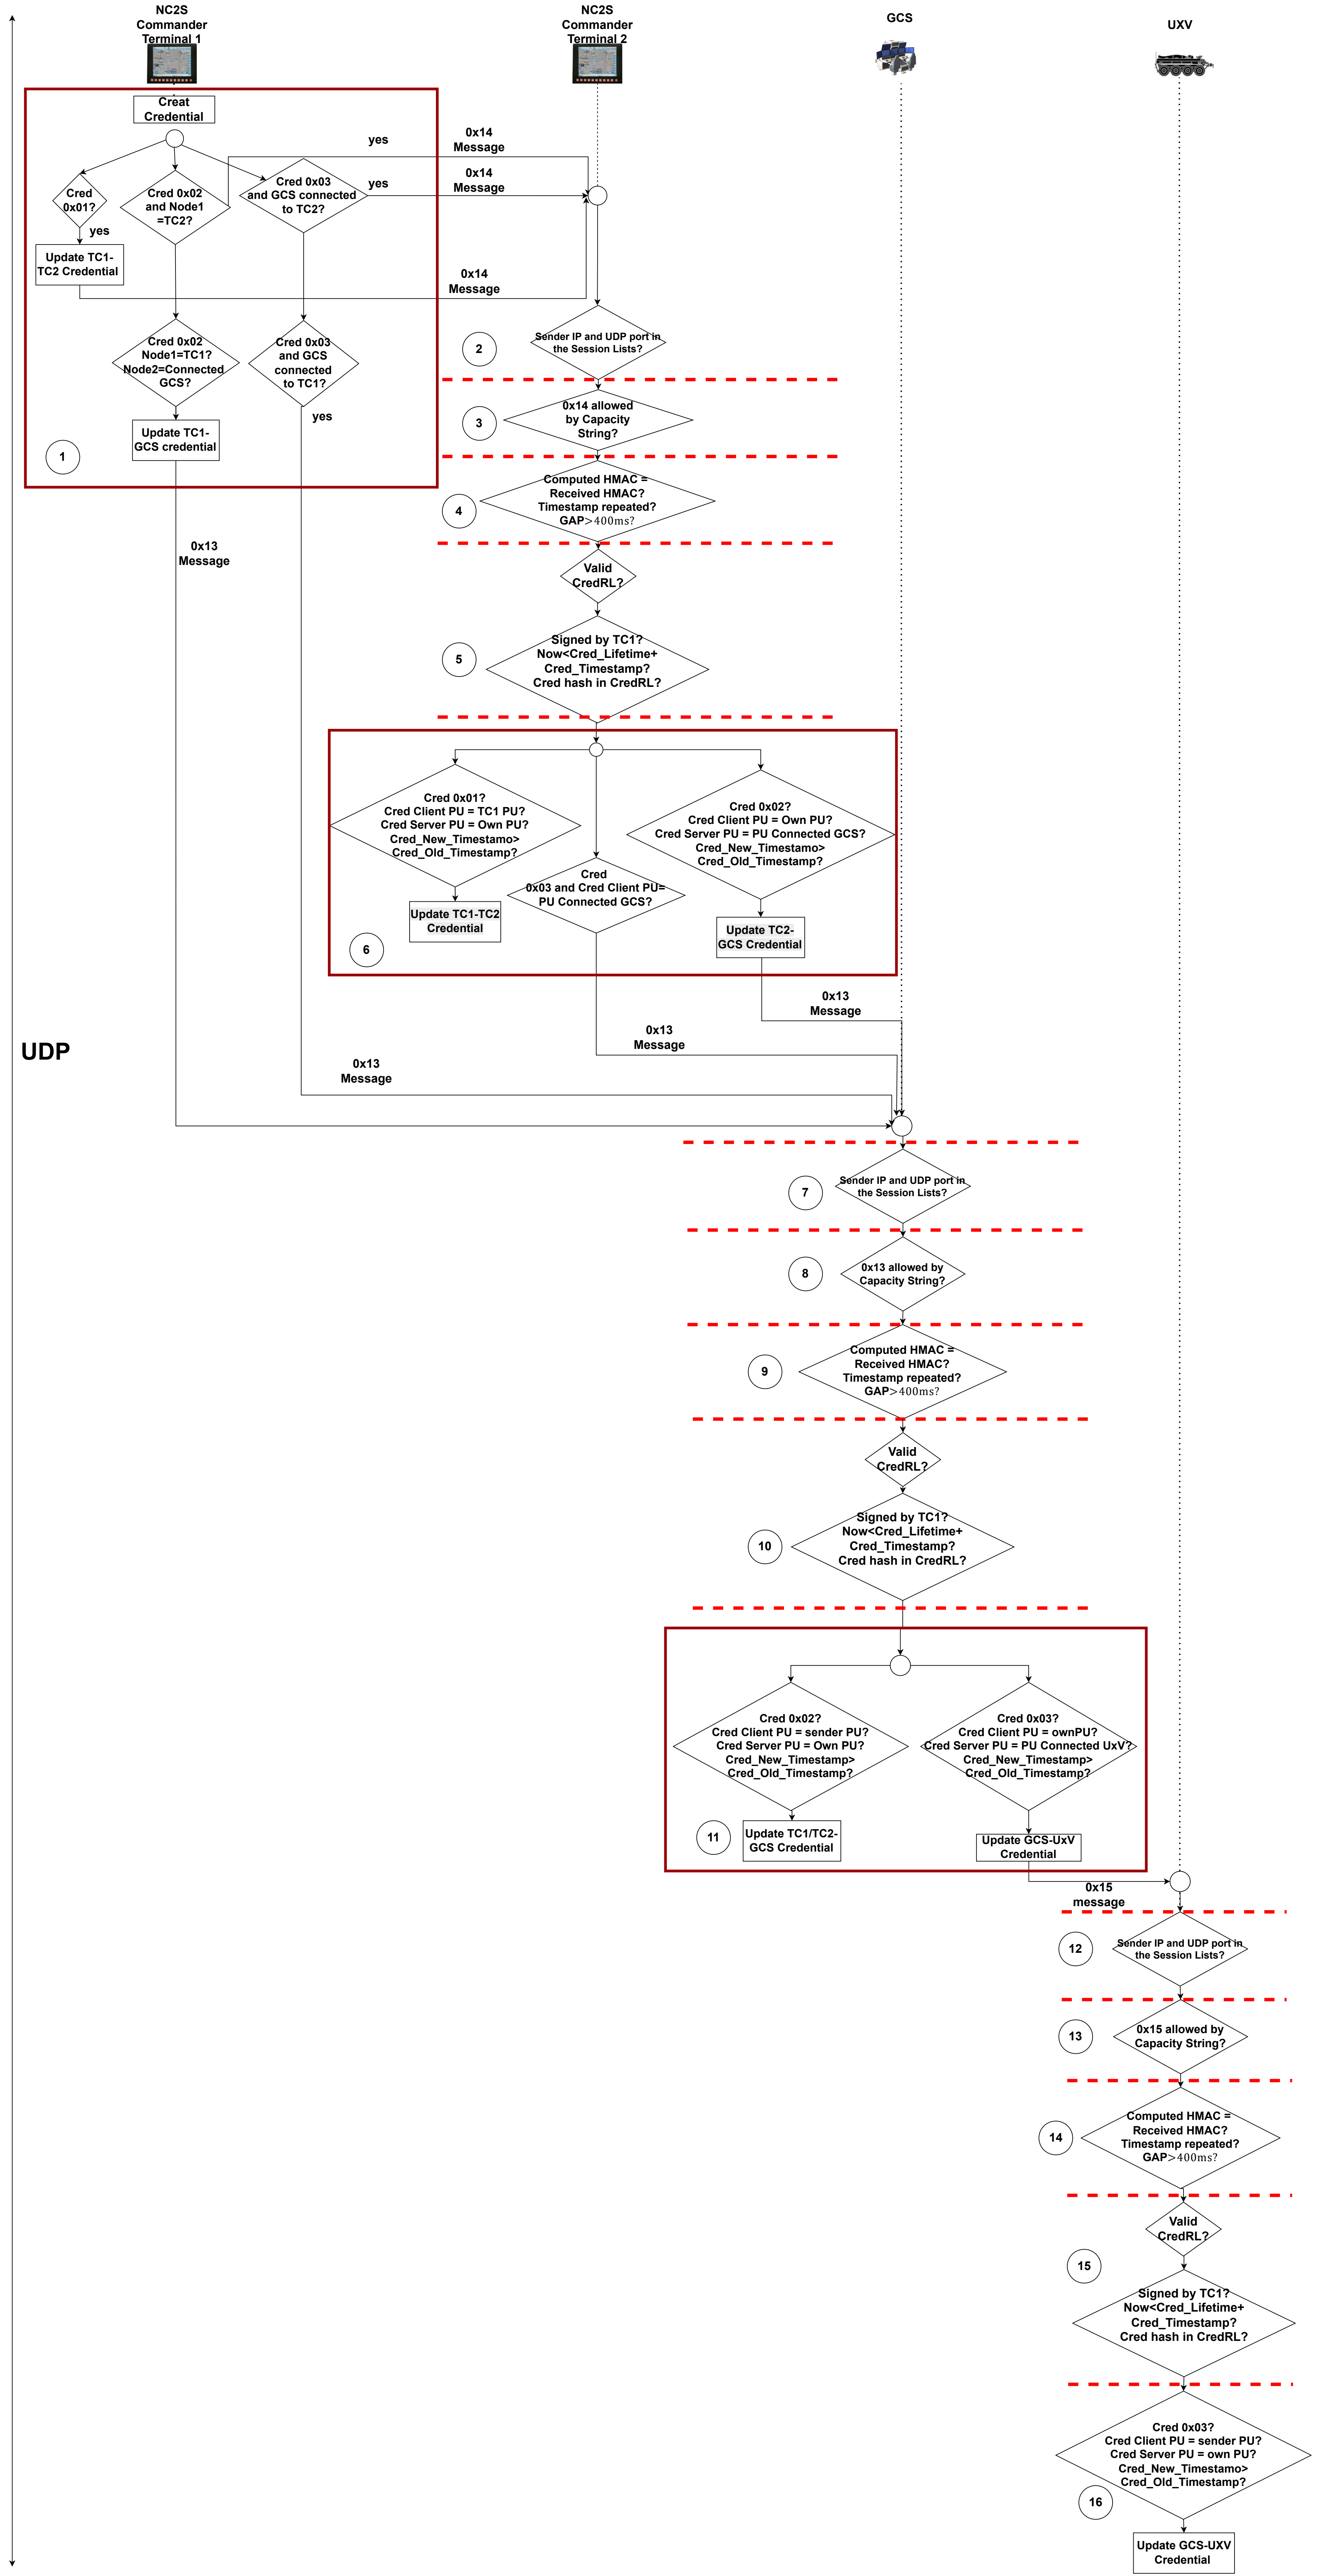 NC2S
Commander
Terminal 1
NC2S
Commander
Terminal 2
GCS
UXV
Creat
Credential
yes
0x14
Message
Cred
0x01?
Cred 0x02
and Node1
=TC2?
Cred 0x03
and GCS connected
to TC2?
yes
0x14
Message
yes
Update TC1-
TC2 Credential
0x14
Message
Cred 0x02
Node1=TC1?
Node2=Connected
GCS?
Cred 0x03
and GCS
connected
to TC1?
2
Sender IP and UDP port in
the Session Lists?
yes
Update TC1-
GCS credential
1
3
0x14 allowed
by Capacity
String?
4
Computed HMAC =
Received HMAC?
Timestamp repeated?
GAP>400ms?
0x13
Message
Valid
CredRL?
5
Signed by TC1?
Now<Cred_Lifetime+
Cred_Timestamp?
Cred hash in CredRL?
Cred 0x01?
Cred Client PU = TC1 PU?
Cred Server PU = Own PU?
Cred_New_Timestamo>
Cred_Old_Timestamp?
Cred 0x02?
Cred Client PU = Own PU?
Cred Server PU = PU Connected GCS?
Cred_New_Timestamo>
Cred_Old_Timestamp?
Cred
0x03 and Cred Client PU=
PU Connected GCS?
Update TC1-TC2
Credential
Update TC2-
GCS Credential
6
0x13
Message
0x13
Message
UDP
0x13
Message
7
Sender IP and UDP port in
the Session Lists?
8
0x13 allowed by
Capacity String?
9
Computed HMAC =
Received HMAC?
Timestamp repeated?
GAP>400ms?
Valid
CredRL?
10
Signed by TC1?
Now<Cred_Lifetime+
Cred_Timestamp?
Cred hash in CredRL?
Cred 0x02?
Cred Client PU = sender PU?
Cred Server PU = Own PU?
Cred_New_Timestamp>
Cred_Old_Timestamp?
Cred 0x03?
Cred Client PU = ownPU?
Cred Server PU = PU Connected UxV?
Cred_New_Timestamp>
Cred_Old_Timestamp?
11
Update TC1/TC2-
GCS Credential
Update GCS-UxV
Credential
0x15
message
12
Sender IP and UDP port in
the Session Lists?
13
0x15 allowed by
Capacity String?
14
Computed HMAC =
Received HMAC?
Timestamp repeated?
GAP>400ms?
Valid
CredRL?
15
Signed by TC1?
Now<Cred_Lifetime+
Cred_Timestamp?
Cred hash in CredRL?
Cred 0x03?
Cred Client PU = sender PU?
Cred Server PU = own PU?
Cred_New_Timestamo>
Cred_Old_Timestamp?
16
Update GCS-UXV
Credential